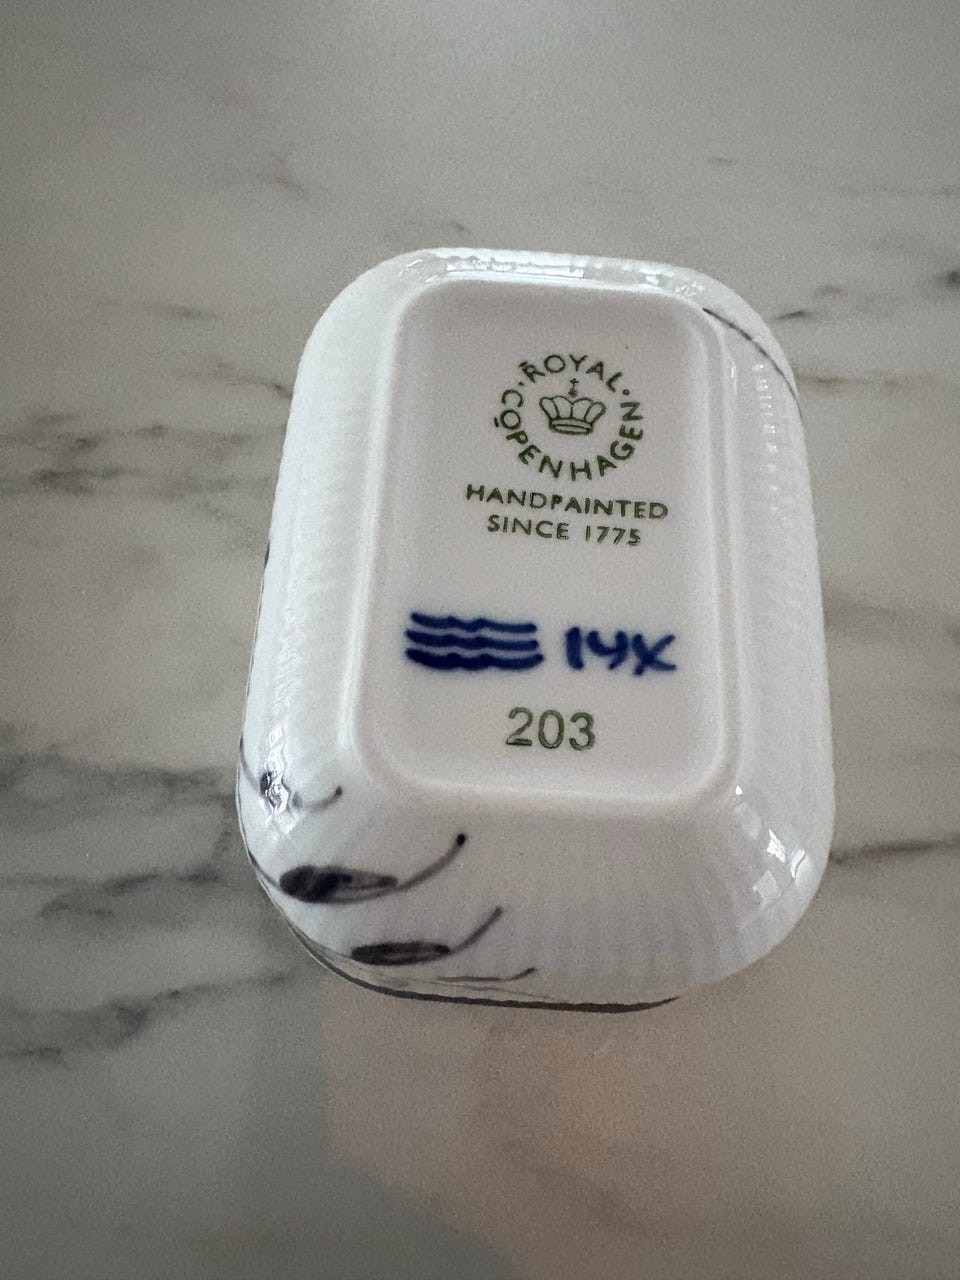 ROYAL · COPENHAGEN ·
HANDPAINTED
SINCE 1775
14X
203